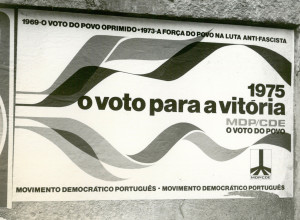 1969-O VOTO DO POVO OPRIMIDO•1973-A FORÇA DO POVO NA LUTA ANTI-FASCISTA
1975
o voto para a vitória
MDP/CDE
O VOTO DO POVO
MDP/CDE
MOVIMENTO DEMOCRÁTICO PORTUGUÊS • MOVIMENTO DEMOCRÁTICO PORTUGUÊS